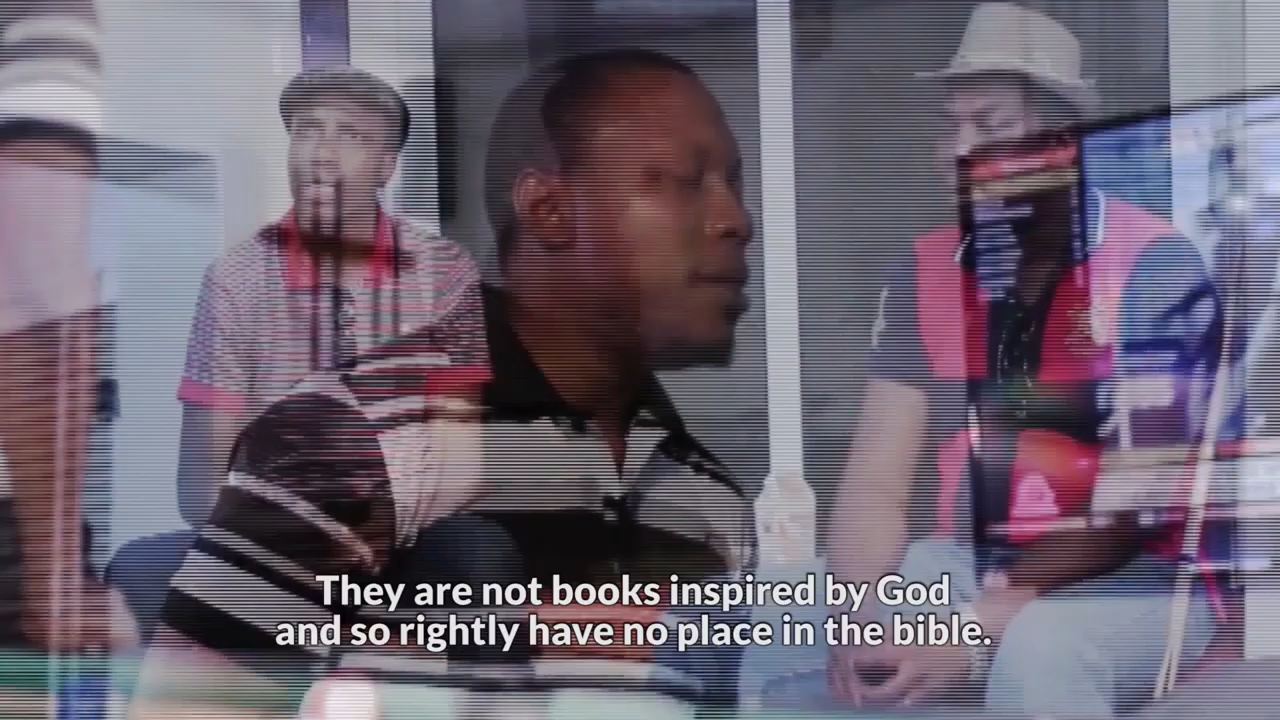 They are not books inspired by God
and so rightly have no place in the bible.